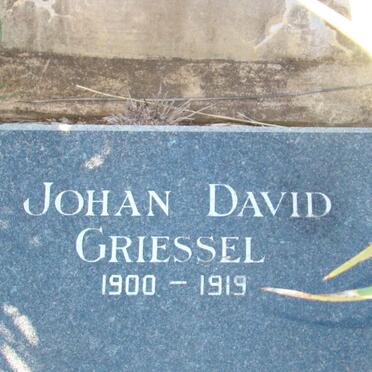 JOHAN DAVID
GRIESSEL
1900 - 1919